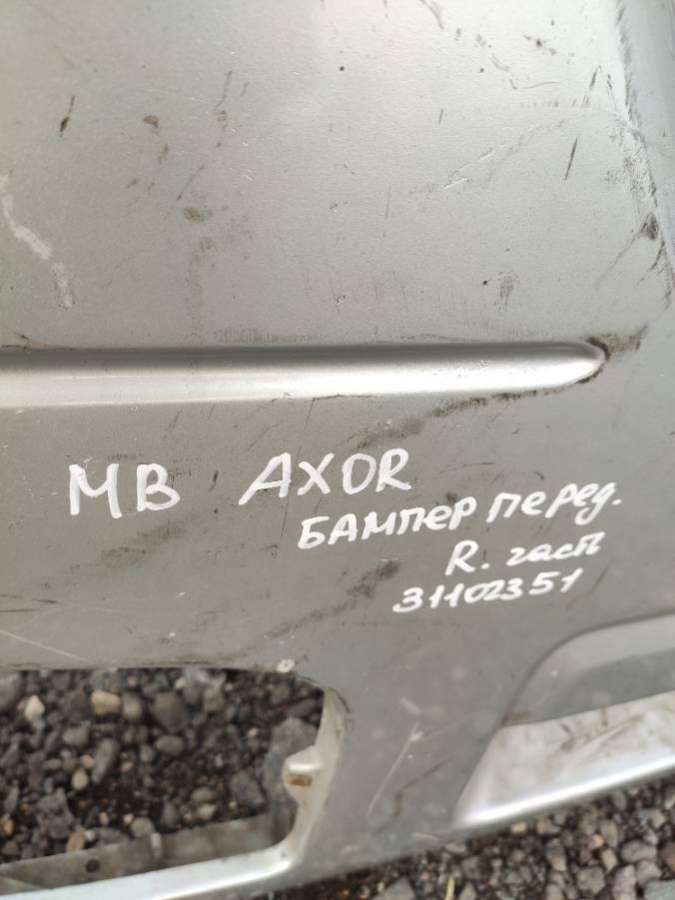 MB AXOR
БАМПЕР перед.
R. часть
31102351